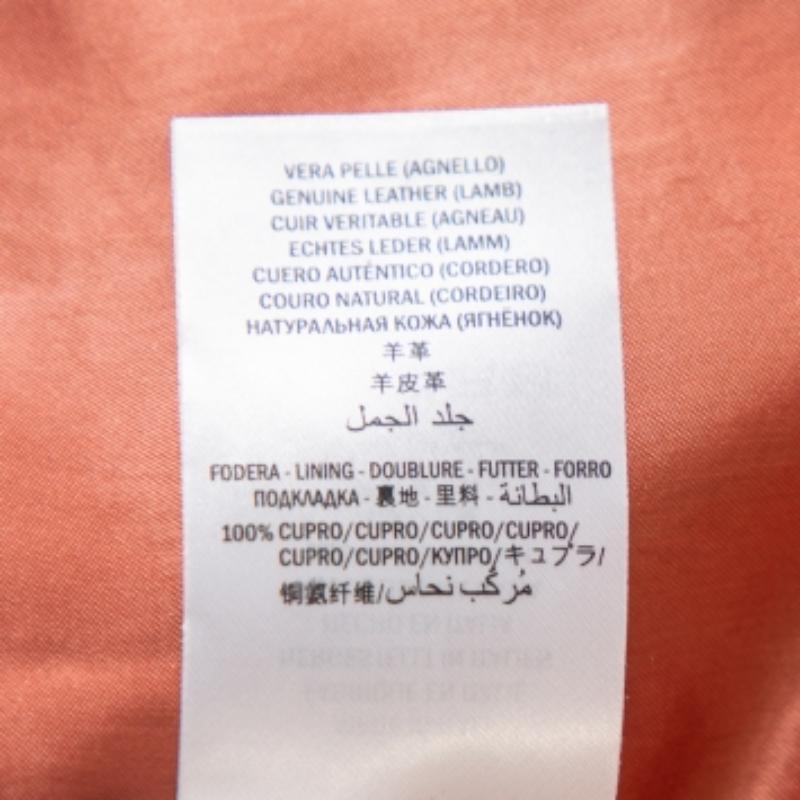 VERA PELLE (AGNELLO)
GENUINE LEATHER (LAMB)
CUIR VERITABLE (AGNEAU)
ECHTES LEDER (LAMM)
CUERO AUTÉNTICO (CORDERO)
COURO NATURAL (CORDEIRO)
НАТУРАЛЬНАЯ КОЖА (ЯГНЁНОК)
羊革
羊皮革
جلد الجمل
FODERA - LINING - DOUBLURE - FUTTER - FORRO
ПОДКЛАДКА - 裏地 - 里料 - البطانة
100% CUPRO/CUPRO/CUPRO/CUPRO/
CUPRO/CUPRO/КУПРО/キュプラ/
铜氨纤维/مُركّب نحاس